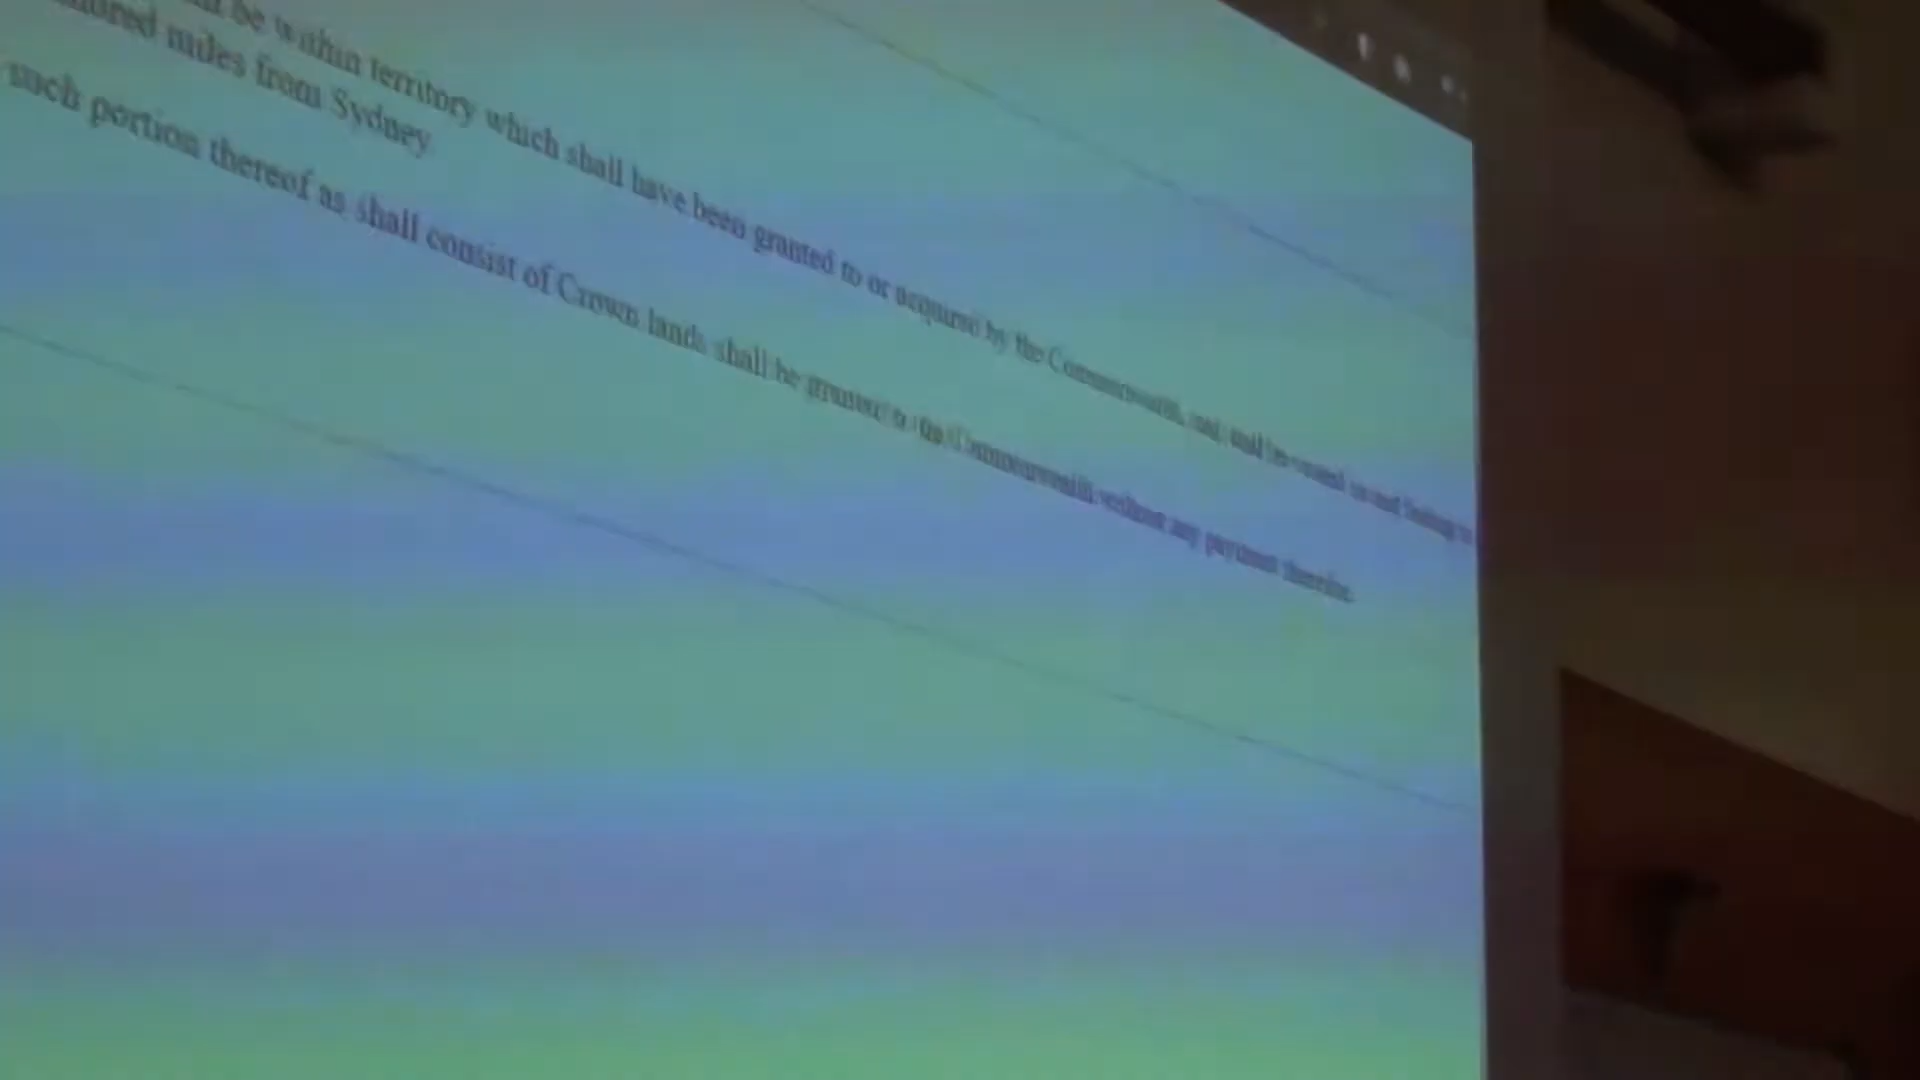 be within territory which shall have been granted to or acquired by the Commonwealth, and
miles from Sydney
such portion thereof as shall consist of Crown lands shall be granted to the Commonwealth without any payment therefor.